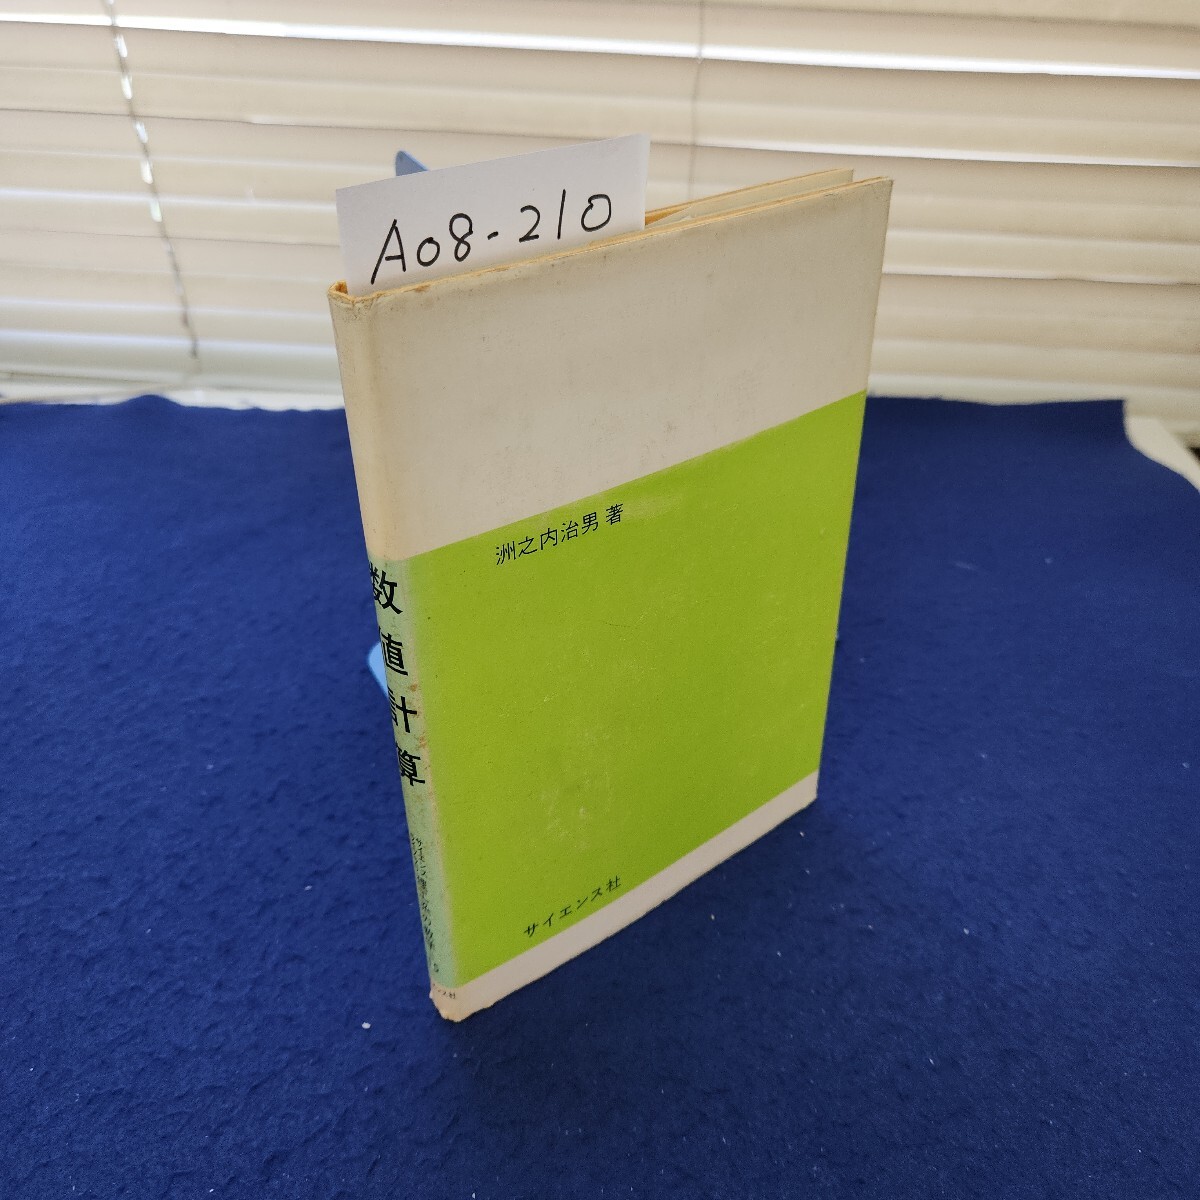 A08-210
洲之内治男 著
数値計算
サイエンス社